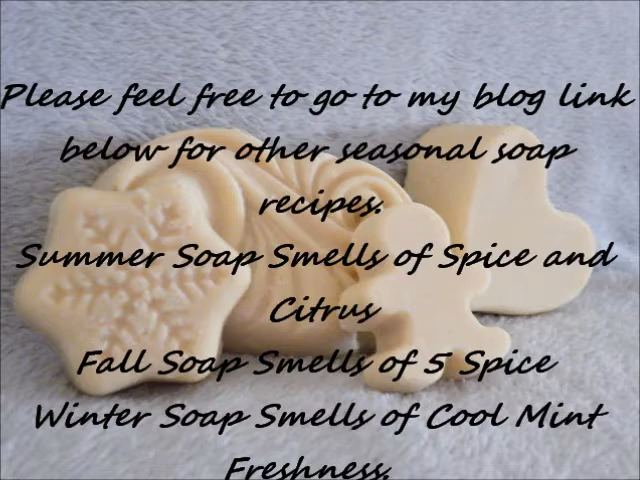 Please feel free to go to my blog link
below for other seasonal soap
recipes.
Summer Soap Smells of Spice and
Citrus
Fall Soap Smells of 5 Spice
Winter Soap Smells of Cool Mint
Freshness.